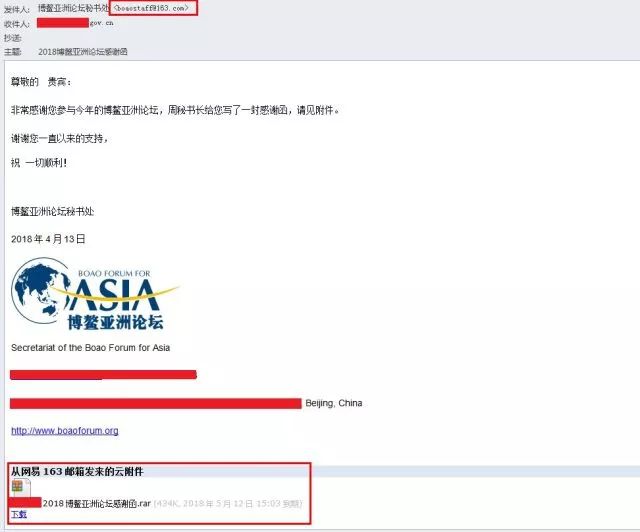 发件人: 博鳌亚洲论坛秘书处 <boaostaff@163.com>
收件人: gov.cn
抄送:
主题: 2018博鳌亚洲论坛感谢函
尊敬的 贵宾:
非常感谢您参与今年的博鳌亚洲论坛，周秘书长给您写了一封感谢函，请见附件。
谢谢您一直以来的支持，
祝 一切顺利!
博鳌亚洲论坛秘书处
2018 年 4 月 13 日
BOAO FORUM FOR
ASIA
博鳌亚洲论坛
Secretariat of the Boao Forum for Asia
Beijing, China
http://www.boaoforum.org
从网易 163 邮箱发来的云附件
2018 博鳌亚洲论坛感谢函.rar (434K, 2018 年 5 月 12 日 15:03 到期)
下载